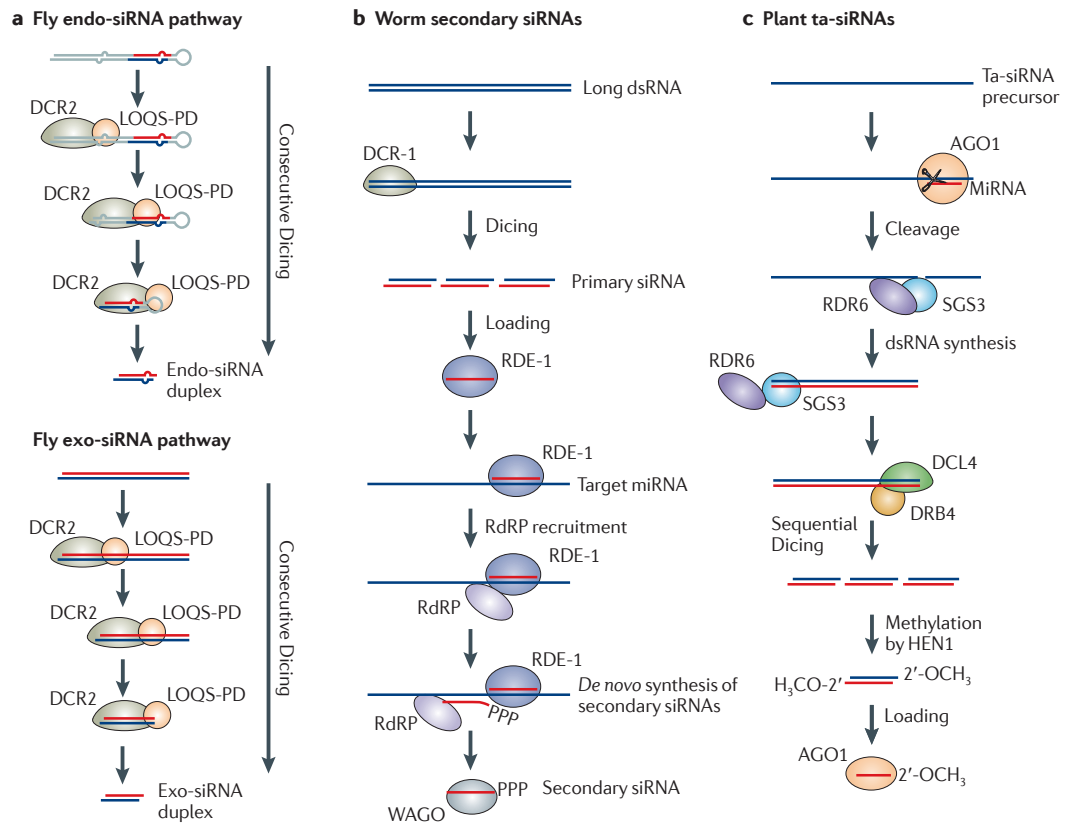 a Fly endo-siRNA pathway
DCR2
LOQS-PD
DCR2
LOQS-PD
DCR2
LOQS-PD
Endo-siRNA
duplex
Consecutive Dicing
Fly exo-siRNA pathway
DCR2
LOQS-PD
DCR2
LOQS-PD
DCR2
LOQS-PD
Exo-siRNA
duplex
Consecutive Dicing
b Worm secondary siRNAs
Long dsRNA
DCR-1
Dicing
Primary siRNA
Loading
RDE-1
RDE-1
Target miRNA
RdRP recruitment
RDE-1
RdRP
RDE-1
De novo synthesis of
secondary siRNAs
RdRP
PPP
PPP
Secondary siRNA
WAGO
c Plant ta-siRNAs
Ta-siRNA
precursor
AGO1
MiRNA
Cleavage
RDR6
SGS3
dsRNA synthesis
RDR6
SGS3
DCL4
DRB4
Sequential
Dicing
Methylation
by HEN1
H₃CO-2′
2′-OCH₃
Loading
AGO1
2′-OCH₃